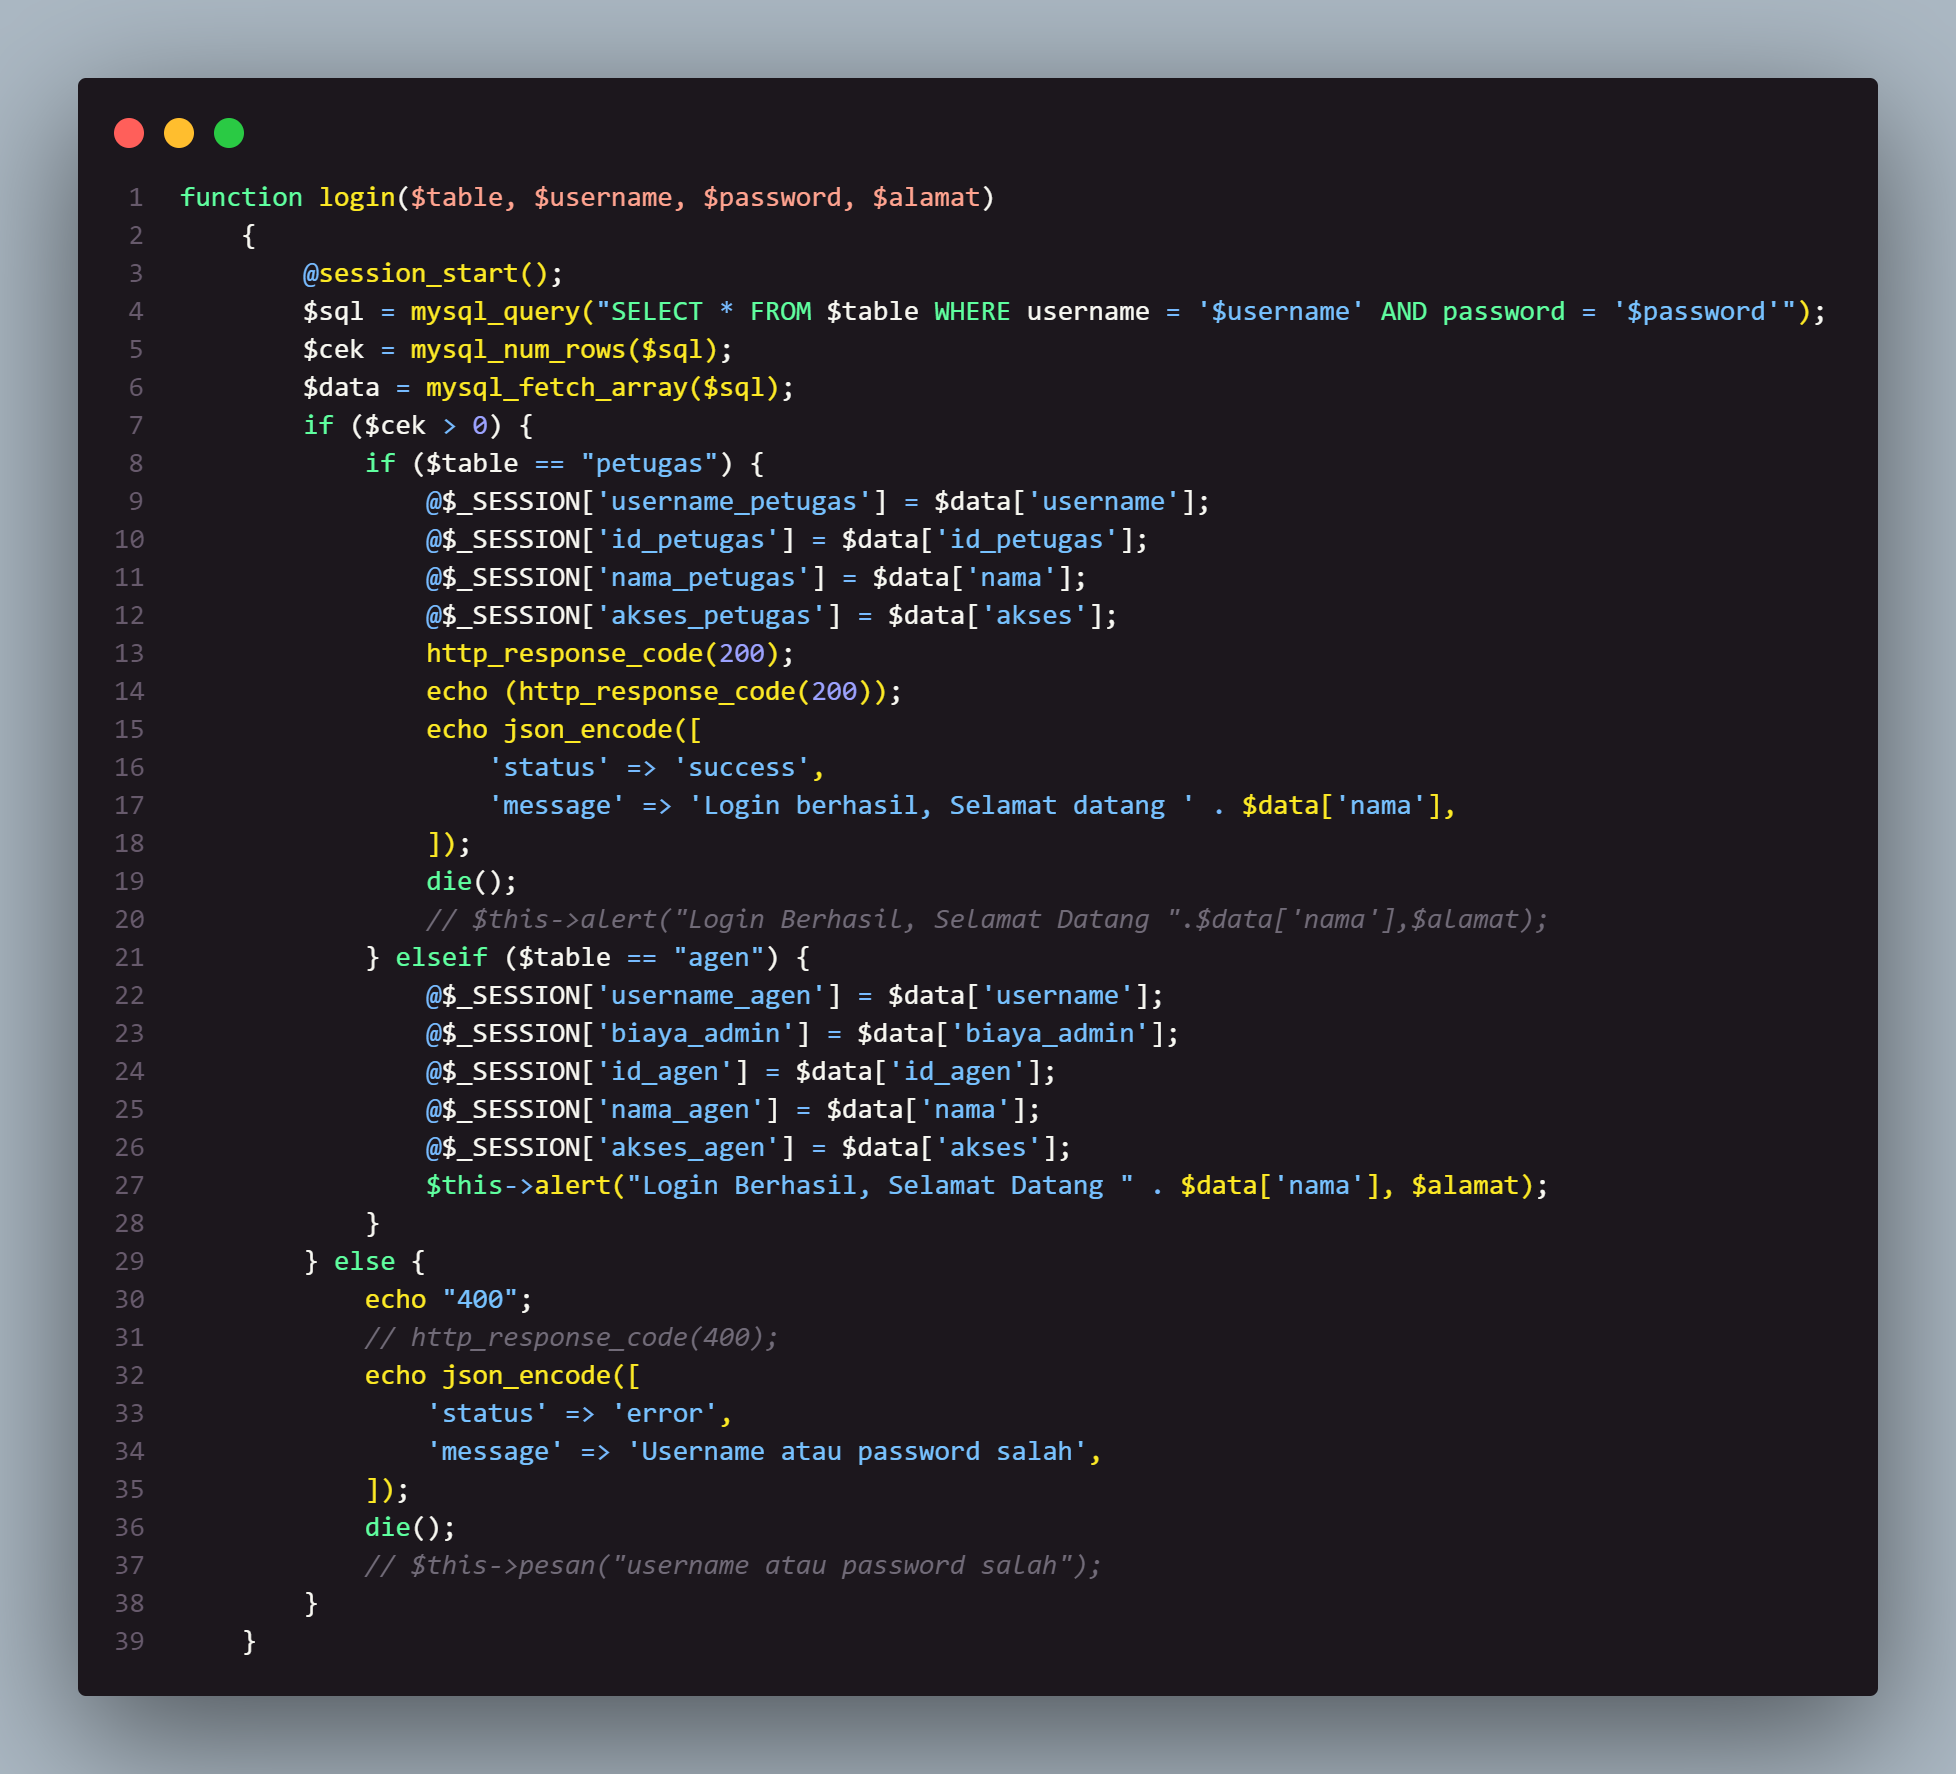 1 function login($table, $username, $password, $alamat)
2 {
3 @session_start();
4 $sql = mysql_query("SELECT * FROM $table WHERE username = '$username' AND password = '$password'");
5 $cek = mysql_num_rows($sql);
6 $data = mysql_fetch_array($sql);
7 if ($cek > 0) {
8 if ($table == "petugas") {
9 @$_SESSION['username_petugas'] = $data['username'];
10 @$_SESSION['id_petugas'] = $data['id_petugas'];
11 @$_SESSION['nama_petugas'] = $data['nama'];
12 @$_SESSION['akses_petugas'] = $data['akses'];
13 http_response_code(200);
14 echo (http_response_code(200));
15 echo json_encode([
16 'status' => 'success',
17 'message' => 'Login berhasil, Selamat datang ' . $data['nama'],
18 ]);
19 die();
20 // $this->alert("Login Berhasil, Selamat Datang ".$data['nama'],$alamat);
21 } elseif ($table == "agen") {
22 @$_SESSION['username_agen'] = $data['username'];
23 @$_SESSION['biaya_admin'] = $data['biaya_admin'];
24 @$_SESSION['id_agen'] = $data['id_agen'];
25 @$_SESSION['nama_agen'] = $data['nama'];
26 @$_SESSION['akses_agen'] = $data['akses'];
27 $this->alert("Login Berhasil, Selamat Datang " . $data['nama'], $alamat);
28 }
29 } else {
30 echo "400";
31 // http_response_code(400);
32 echo json_encode([
33 'status' => 'error',
34 'message' => 'Username atau password salah',
35 ]);
36 die();
37 // $this->pesan("username atau password salah");
38 }
39 }